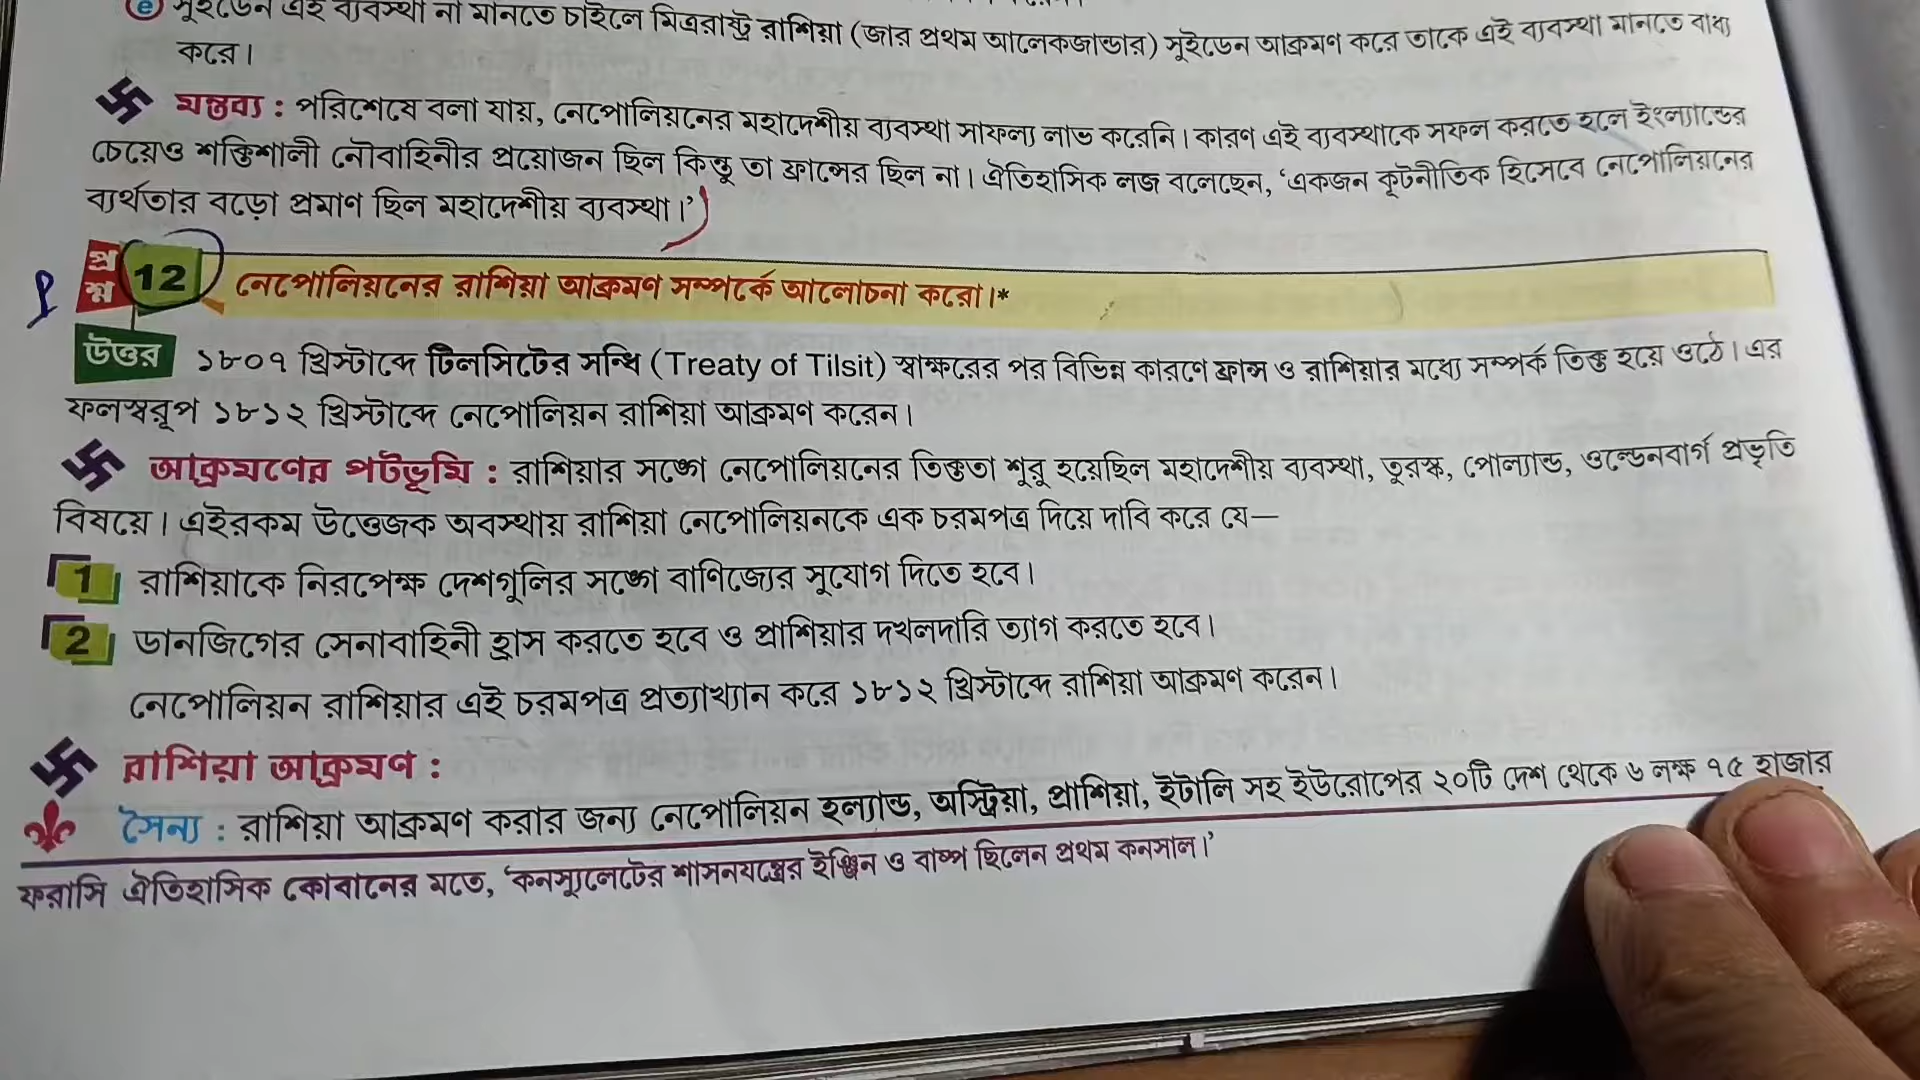 e সুইডেন এই ব্যবস্থা না মানতে চাইলে মিত্ররাষ্ট্র রাশিয়া (জার প্রথম আলেকজান্ডার) সুইডেন আক্রমণ করে তাকে এই ব্যবস্থা মানতে বাধ্য
করে।
মন্তব্য : পরিশেষে বলা যায়, নেপোলিয়নের মহাদেশীয় ব্যবস্থা সাফল্য লাভ করেনি। কারণ এই ব্যবস্থাকে সফল করতে হলে ইংল্যান্ডের
চেয়েও শক্তিশালী নৌবাহিনীর প্রয়োজন ছিল কিন্তু তা ফ্রান্সের ছিল না। ঐতিহাসিক লজ বলেছেন, ‘একজন কূটনীতিক হিসেবে নেপোলিয়নের
ব্যর্থতার বড়ো প্রমাণ ছিল মহাদেশীয় ব্যবস্থা।’
প্রশ্ন 12 নেপোলিয়নের রাশিয়া আক্রমণ সম্পর্কে আলোচনা করো।*
উত্তর ১৮০৭ খ্রিস্টাব্দে টিলসিটের সন্ধি (Treaty of Tilsit) স্বাক্ষরের পর বিভিন্ন কারণে ফ্রান্স ও রাশিয়ার মধ্যে সম্পর্ক তিক্ত হয়ে ওঠে। এর
ফলস্বরূপ ১৮১২ খ্রিস্টাব্দে নেপোলিয়ন রাশিয়া আক্রমণ করেন।
আক্রমণের পটভূমি : রাশিয়ার সঙ্গে নেপোলিয়নের তিক্ততা শুরু হয়েছিল মহাদেশীয় ব্যবস্থা, তুরস্ক, পোল্যান্ড, ওল্ডেনবার্গ প্রভৃতি
বিষয়ে। এইরকম উত্তেজক অবস্থায় রাশিয়া নেপোলিয়নকে এক চরমপত্র দিয়ে দাবি করে যে—
1 রাশিয়াকে নিরপেক্ষ দেশগুলির সঙ্গে বাণিজ্যের সুযোগ দিতে হবে।
2 ডানজিগের সেনাবাহিনী হ্রাস করতে হবে ও প্রাশিয়ার দখলদারি ত্যাগ করতে হবে।
নেপোলিয়ন রাশিয়ার এই চরমপত্র প্রত্যাখ্যান করে ১৮১২ খ্রিস্টাব্দে রাশিয়া আক্রমণ করেন।
রাশিয়া আক্রমণ :
সৈন্য : রাশিয়া আক্রমণ করার জন্য নেপোলিয়ন হল্যান্ড, অস্ট্রিয়া, প্রাশিয়া, ইটালি সহ ইউরোপের ২০টি দেশ থেকে ৬ লক্ষ ৭৫ হাজার
ফরাসি ঐতিহাসিক কোবানের মতে, ‘কনস্যুলেটের শাসনযন্ত্রের ইঞ্জিন ও বাষ্প ছিলেন প্রথম কনসাল।’